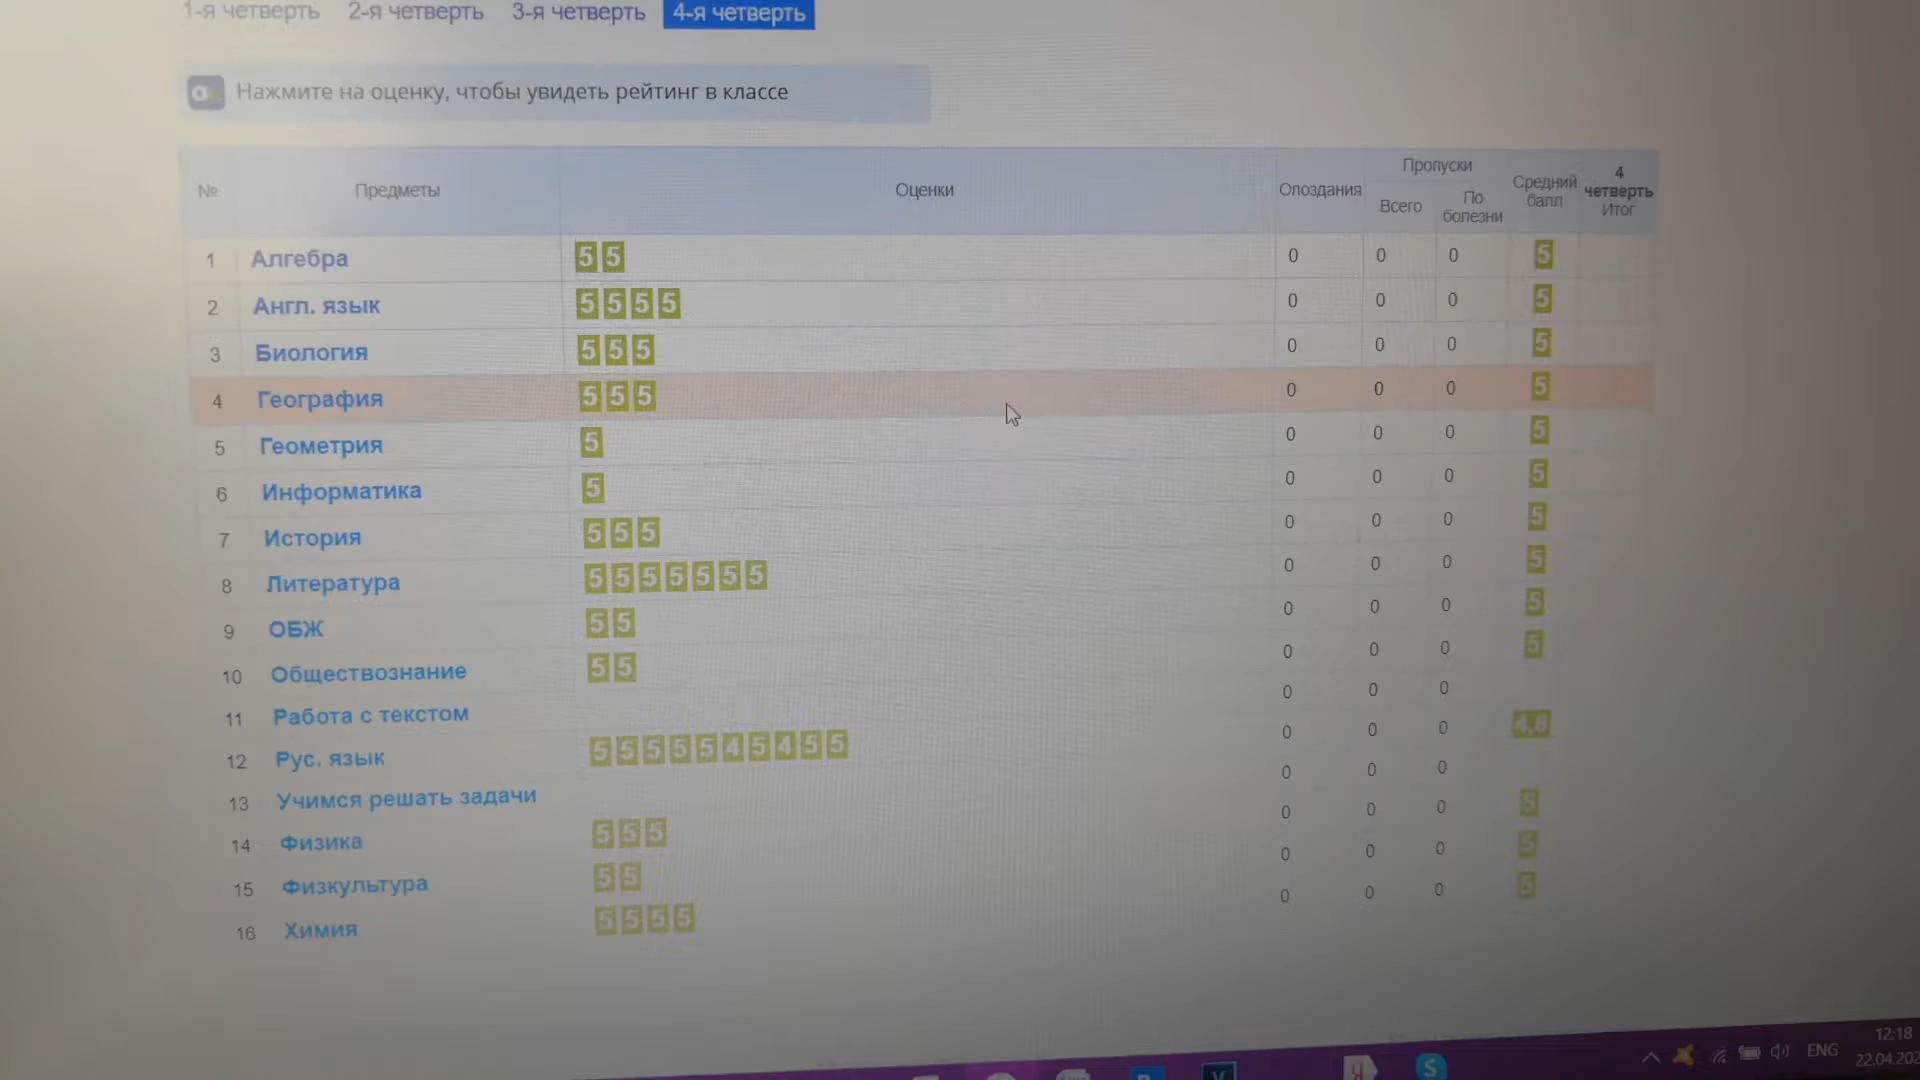 1-я четверть 2-я четверть 3-я четверть 4-я четверть
Нажмите на оценку, чтобы увидеть рейтинг в классе
№ Предметы Оценки Опоздания Пропуски Всего По болезни Средний балл 4 четверть Итог
1 Алгебра 5 5 0 0 0 5
2 Англ. язык 5 5 5 5 0 0 0 5
3 Биология 5 5 5 0 0 0 5
4 География 5 5 5 0 0 0 5
5 Геометрия 5 0 0 0 5
6 Информатика 5 0 0 0 5
7 История 5 5 5 0 0 0 5
8 Литература 5 5 5 5 5 5 5 0 0 0 5
9 ОБЖ 5 5 0 0 0 5
10 Обществознание 5 5 0 0 0 5
11 Работа с текстом 0 0 0
12 Рус. язык 5 5 5 5 5 4 5 4 5 5 0 0 0 4.8
13 Учимся решать задачи 0 0 0
14 Физика 5 5 5 0 0 0 5
15 Физкультура 5 5 0 0 0 5
16 Химия 5 5 5 5 0 0 0 5
ENG 12:18
22.04.202